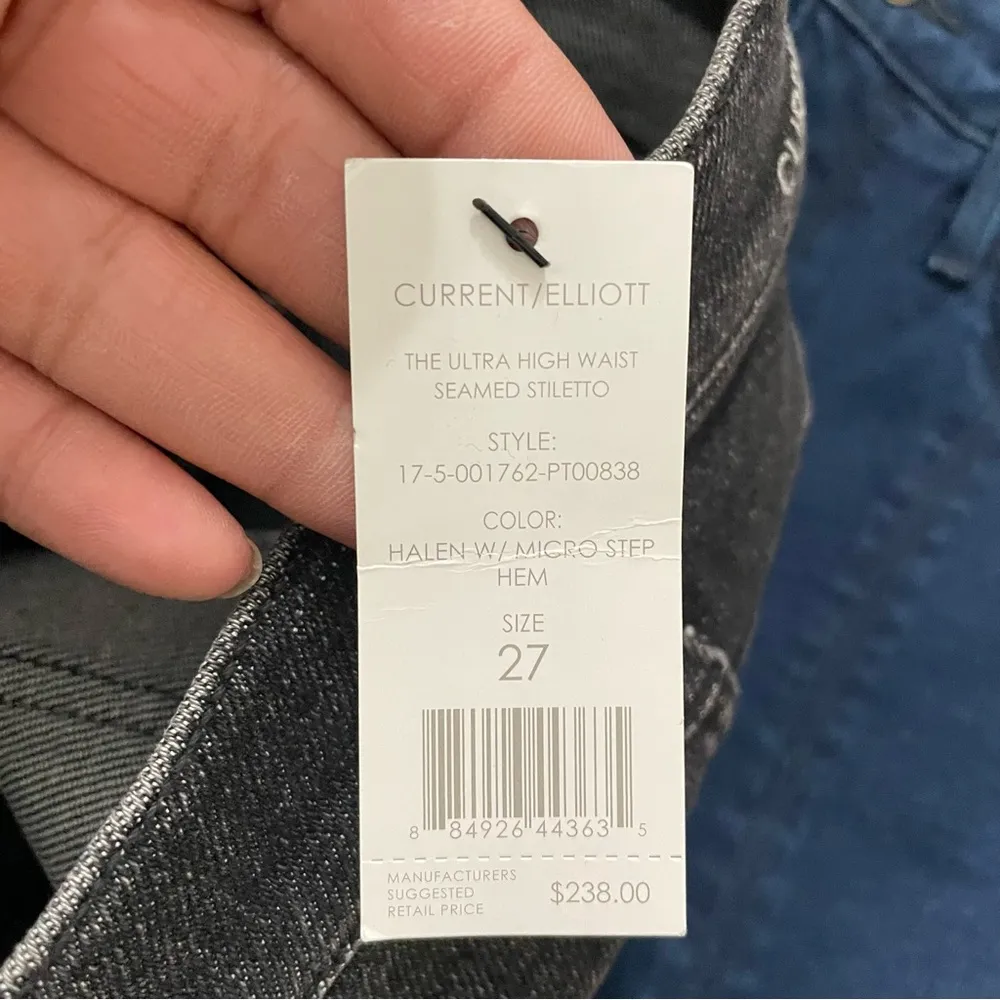 CURRENT/ELLIOTT
THE ULTRA HIGH WAIST
SEAMED STILETTO
STYLE:
17-5-001762-PT00838
COLOR:
HALEN W/ MICRO STEP
HEM
SIZE
27
8 84926 44363 5
MANUFACTURERS
SUGGESTED
RETAIL PRICE
$238.00